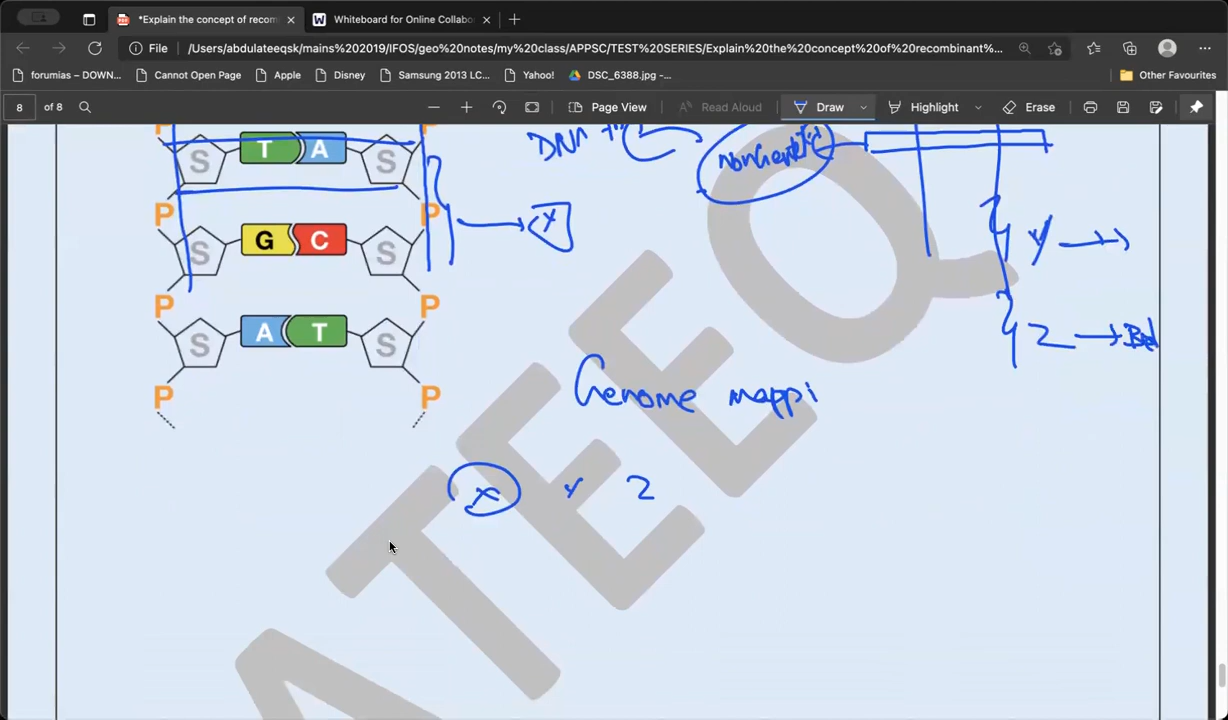 *Explain the concept of recom
Whiteboard for Online Collabo
File
/Users/abdulateeqsk/mains%202019/IFOS/geo%20notes/my%20class/APPSC/TEST%20SERIES/Explain%20the%20concept%20of%20recombinant%...
forumias – DOWN...
Cannot Open Page
Apple
Disney
Samsung 2013 LC...
Yahoo!
DSC_6388.jpg -...
Other Favourites
8 of 8
Page View
Read Aloud
Draw
Highlight
Erase
P P
S T A S
DNA
P P
X
S G C S
Y
P P
S A T S
Z
P P
Genome mappi
x Y Z
ATEEQ